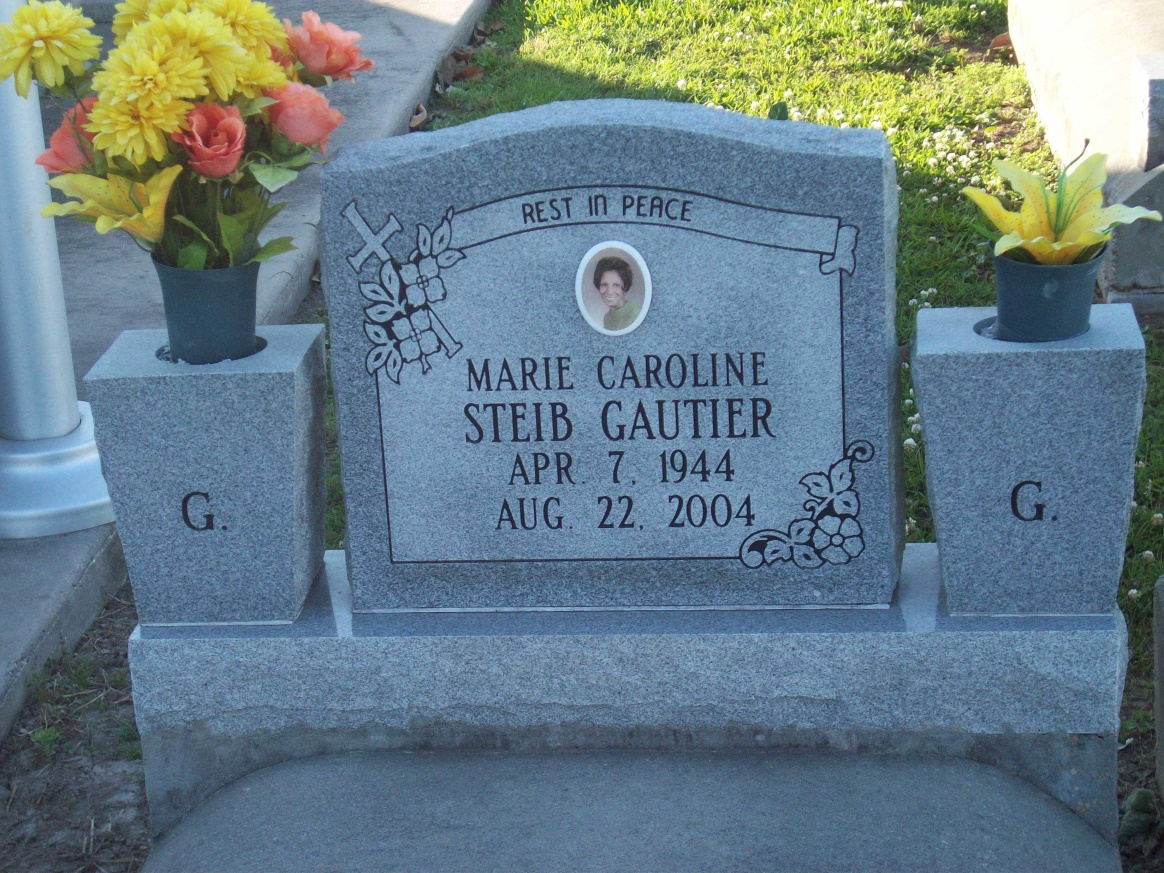 REST IN PEACE
MARIE CAROLINE
STEIB GAUTIER
APR. 7, 1944
AUG. 22, 2004
G.
G.